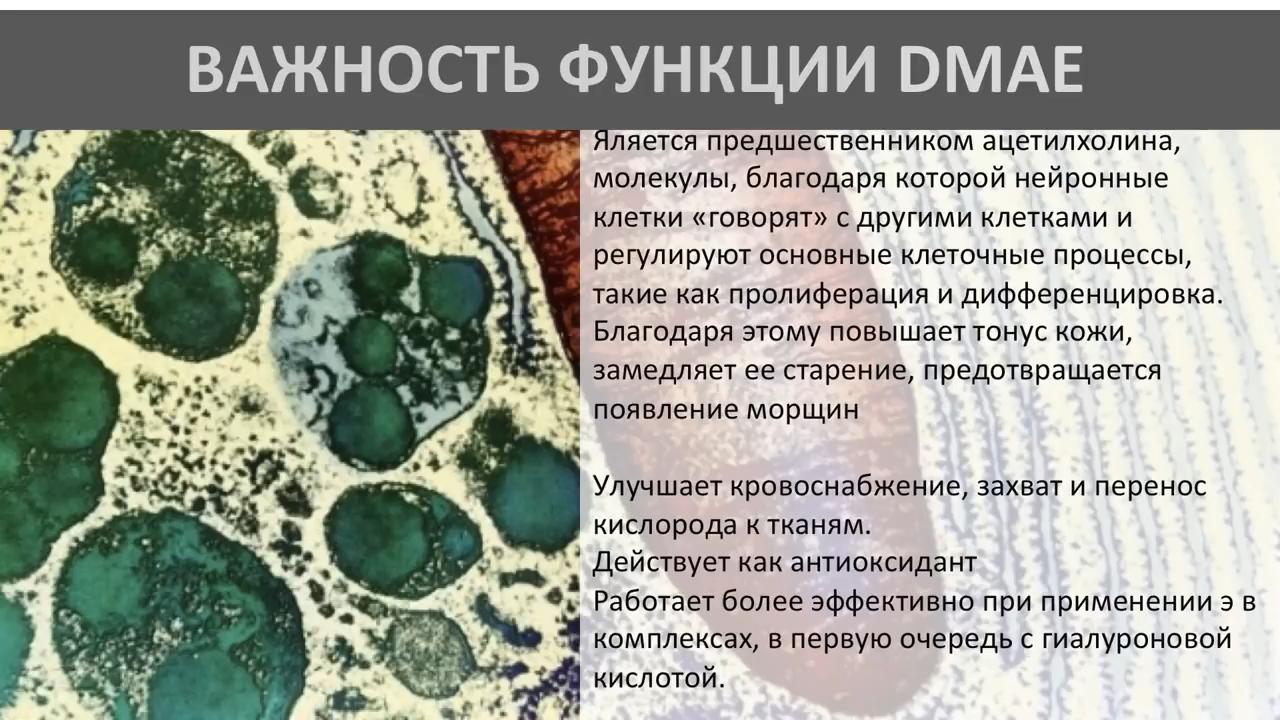 ВАЖНОСТЬ ФУНКЦИИ DMAE
Яляется предшественником ацетилхолина,
молекулы, благодаря которой нейронные
клетки «говорят» с другими клетками и
регулируют основные клеточные процессы,
такие как пролиферация и дифференцировка.
Благодаря этому повышает тонус кожи,
замедляет ее старение, предотвращается
появление морщин
Улучшает кровоснабжение, захват и перенос
кислорода к тканям.
Действует как антиоксидант
Работает более эффективно при применении э в
комплексах, в первую очередь с гиалуроновой
кислотой.